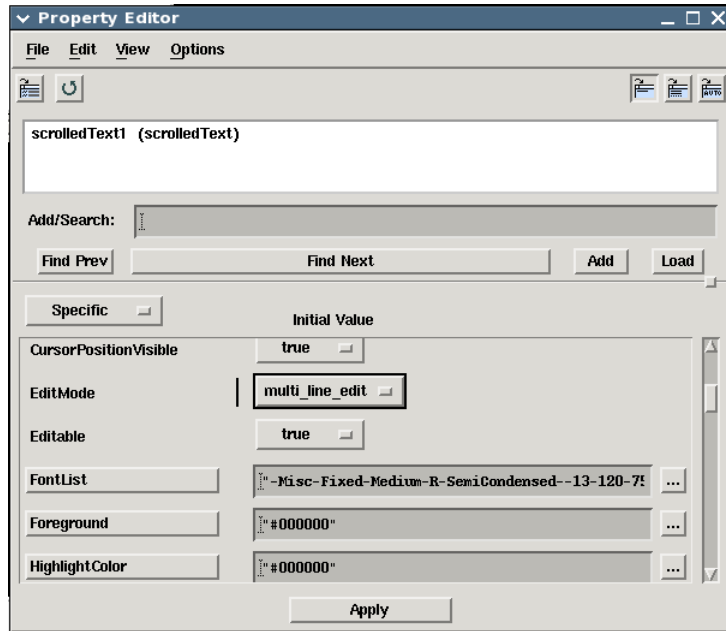 Property Editor
File Edit View Options
AUTO
scrolledText1 (scrolledText)
Add/Search:
Find Prev Find Next Add Load
Specific
Initial Value
CursorPositionVisible true
EditMode multi_line_edit
Editable true
FontList "-Misc-Fixed-Medium-R-SemiCondensed--13-120-75
Foreground "#000000" ...
HighlightColor "#000000" ...
Apply